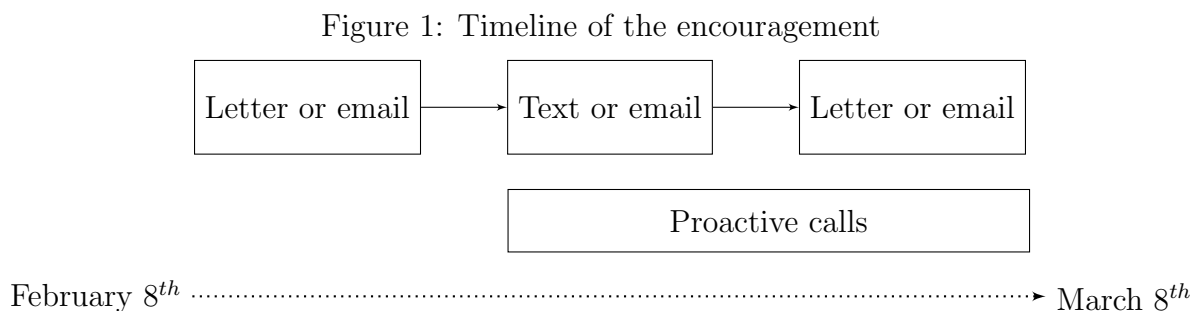 Figure 1: Timeline of the encouragement
Letter or email
Text or email
Letter or email
Proactive calls
February 8th
March 8th